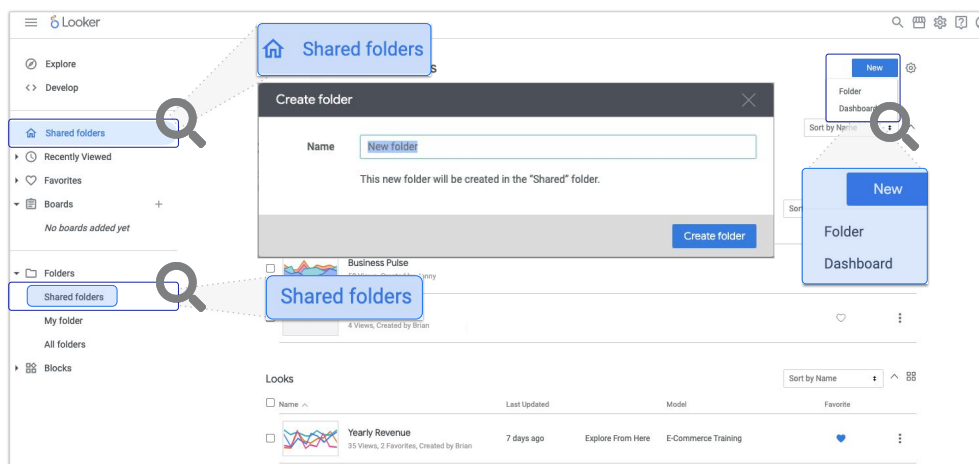 Looker
Explore
Develop
Shared folders
Recently Viewed
Favorites
Boards
No boards added yet
Folders
Shared folders
My folder
All folders
Blocks
Shared folders
Create folder
Name New folder
This new folder will be created in the “Shared” folder.
Create folder
New
Folder
Dashboard
Sort by Name
New
Folder
Dashboard
Business Pulse
Shared folders
4 Views, Created by Brian
Looks
Sort by Name
Name Last Updated Model Favorite
Yearly Revenue
35 Views, 2 Favorites, Created by Brian
7 days ago Explore From Here E-Commerce Training